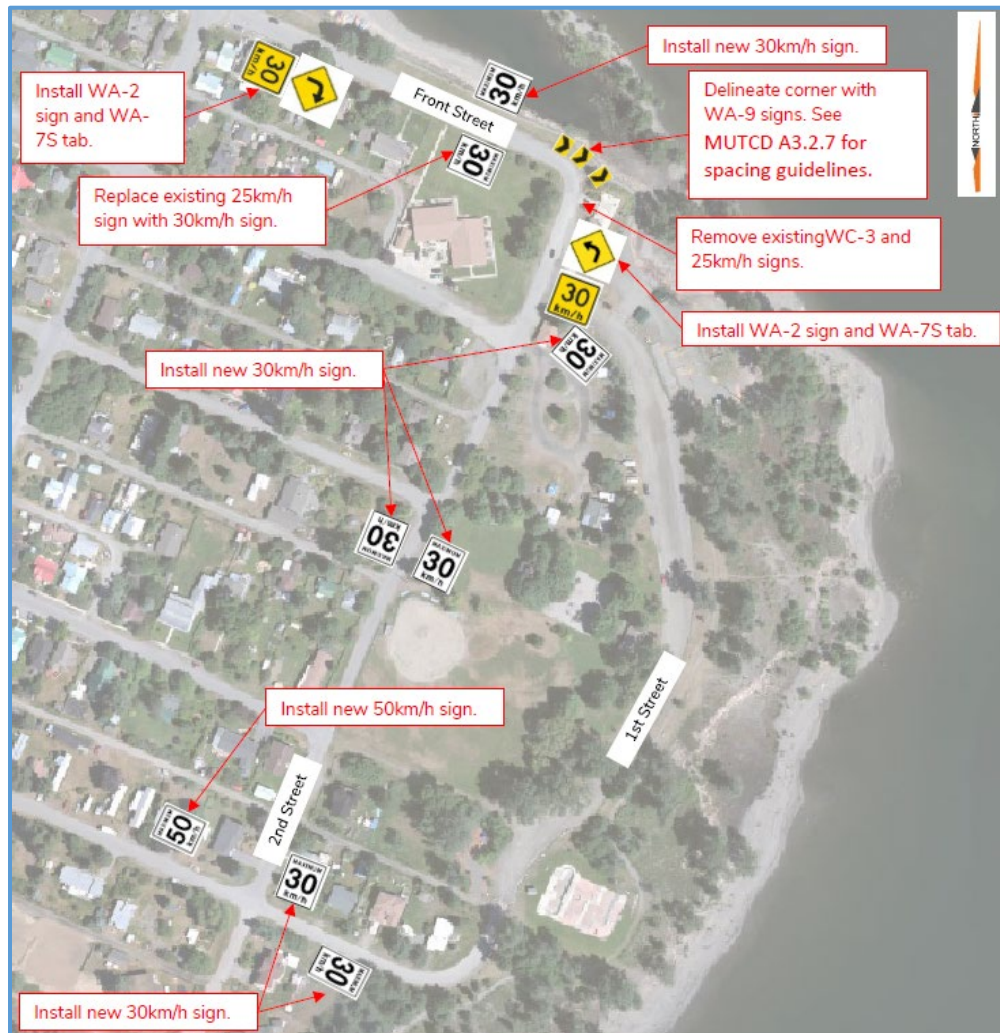 Install new 30km/h sign.
Install WA-2
sign and WA-
7S tab.
30
km/h
MAXIMUM
30
km/h
Front Street
Delineate corner with
WA-9 signs. See
MUTCD A3.2.7 for
spacing guidelines.
NORTH
MAXIMUM
30
km/h
Replace existing 25km/h
sign with 30km/h sign.
Remove existingWC-3 and
25km/h signs.
30
km/h
Install WA-2 sign and WA-7S tab.
MAXIMUM
30
km/h
Install new 30km/h sign.
MAXIMUM
30
km/h
MAXIMUM
30
km/h
Install new 50km/h sign.
1st Street
MAXIMUM
50
km/h
2nd Street
MAXIMUM
30
km/h
MAXIMUM
30
km/h
Install new 30km/h sign.